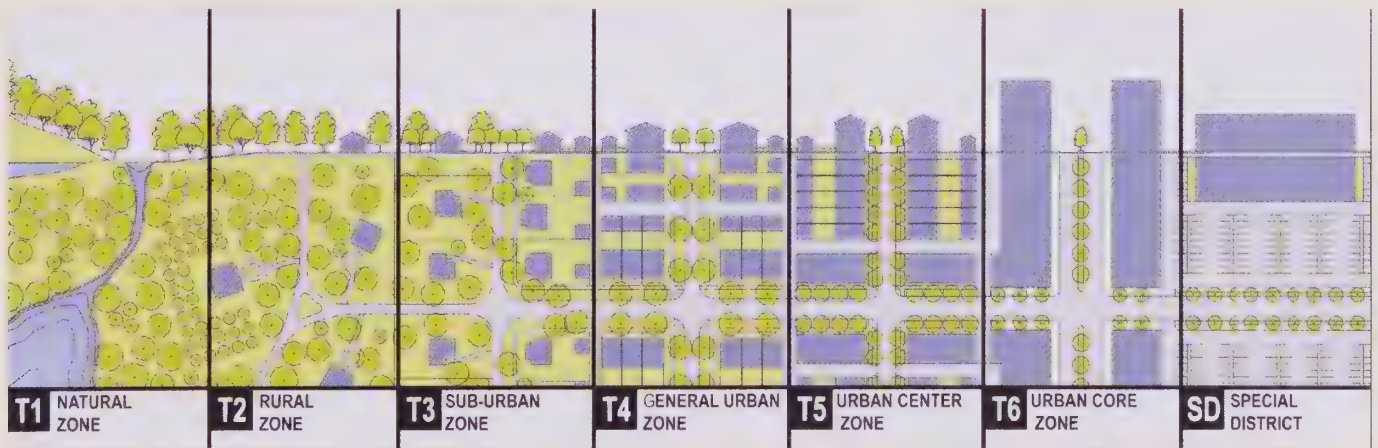 T1 NATURAL
ZONE
T2 RURAL
ZONE
T3 SUB-URBAN
ZONE
T4 GENERAL URBAN
ZONE
T5 URBAN CENTER
ZONE
T6 URBAN CORE
ZONE
SD SPECIAL
DISTRICT